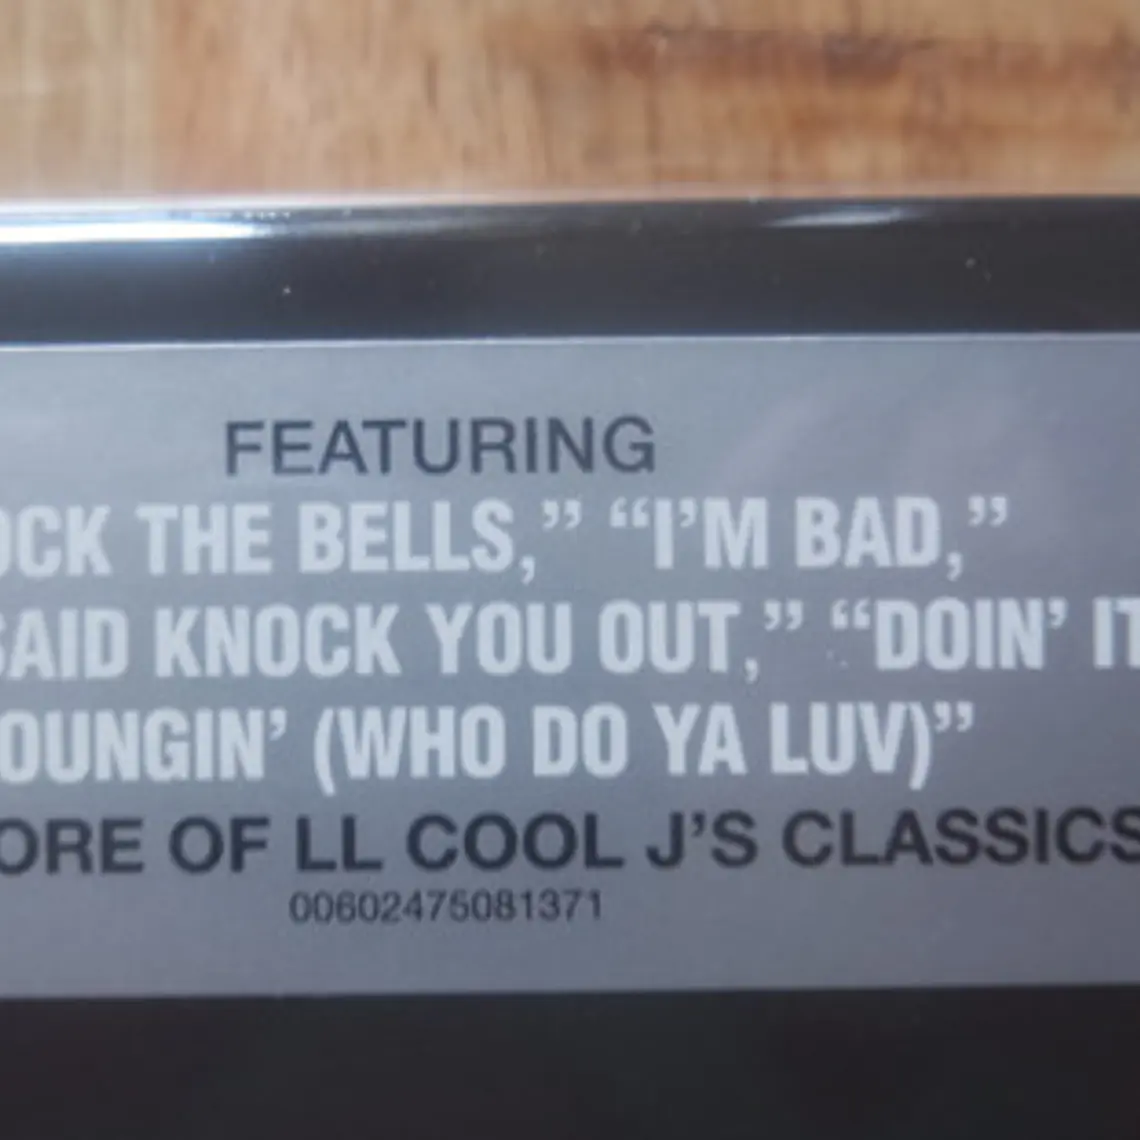 FEATURING
OCK THE BELLS,” “I’M BAD,”
SAID KNOCK YOU OUT,” “DOIN’ IT
OUNGIN’ (WHO DO YA LUV)”
ORE OF LL COOL J’S CLASSICS
00602475081371